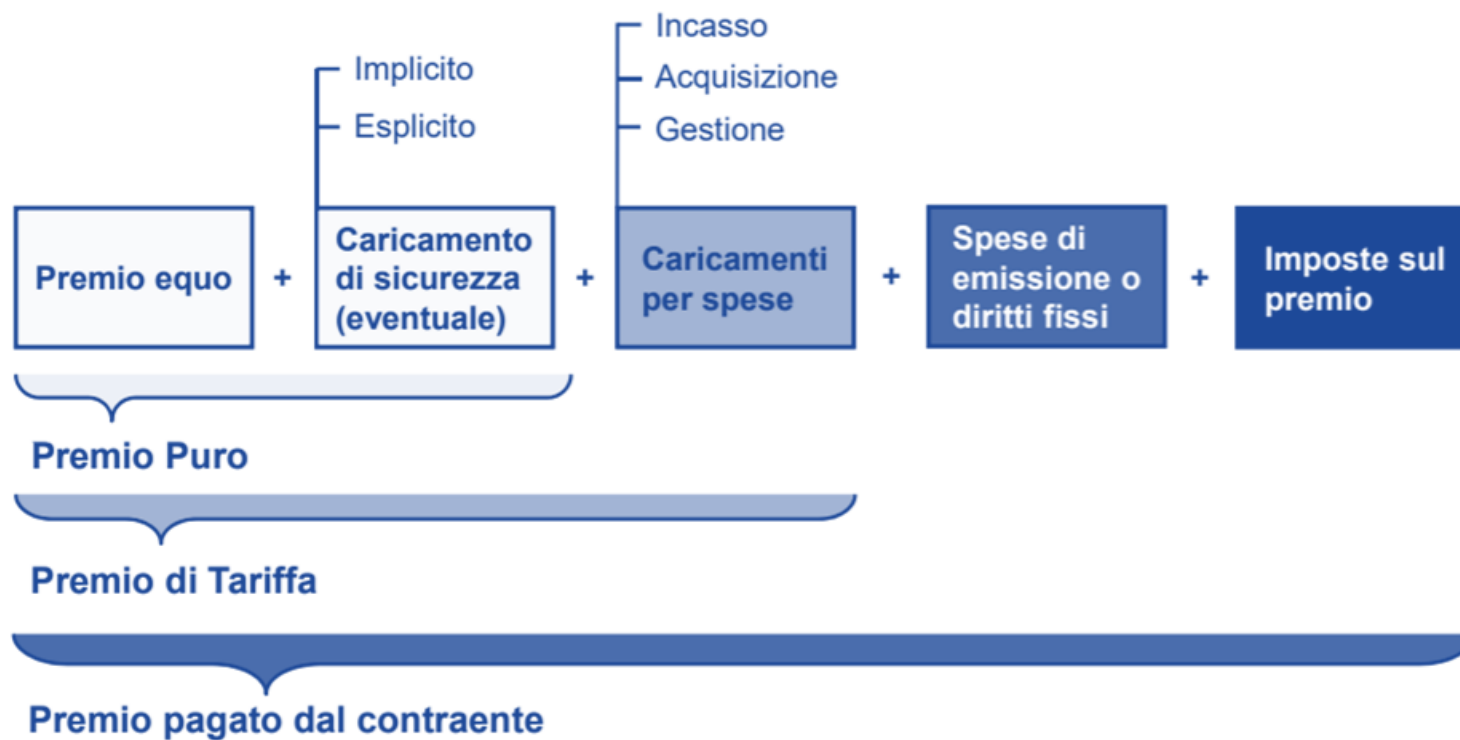 Implicito
Esplicito
Incasso
Acquisizione
Gestione
Premio equo
+
Caricamento
di sicurezza
(eventuale)
+
Caricamenti
per spese
+
Spese di
emissione o
diritti fissi
+
Imposte sul
premio
Premio Puro
Premio di Tariffa
Premio pagato dal contraente